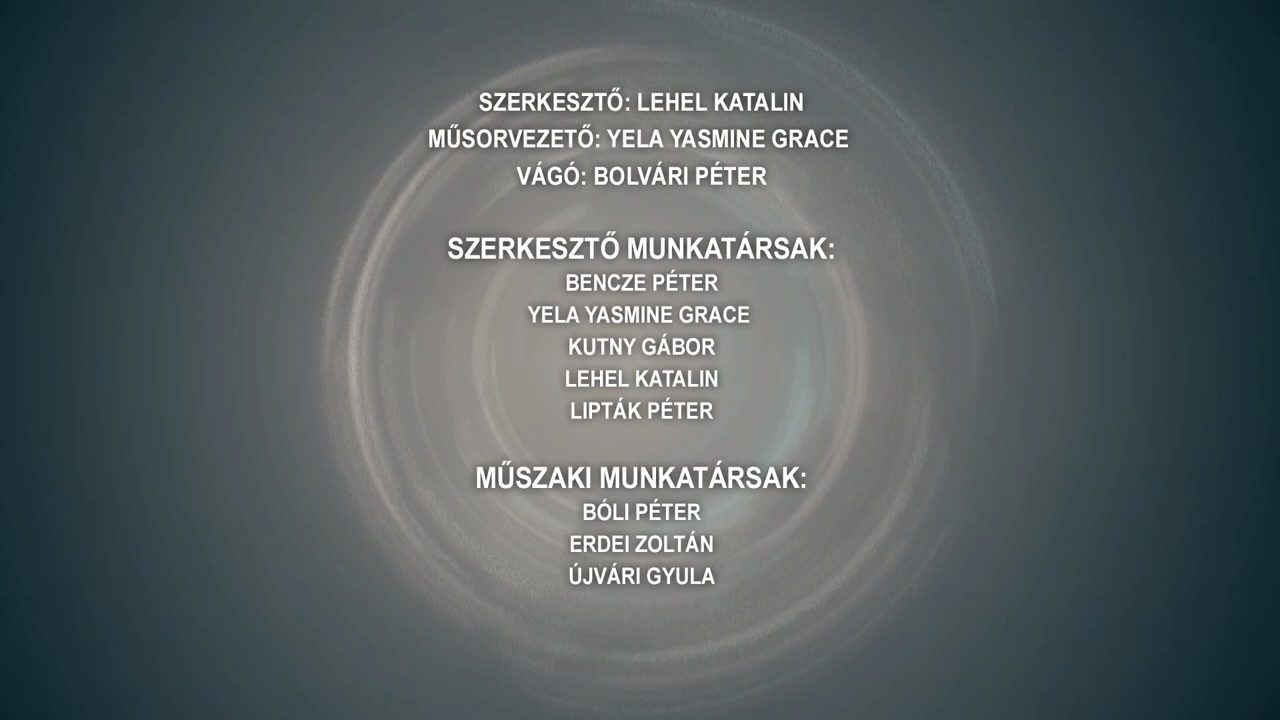 SZERKESZTŐ: LEHEL KATALIN
MŰSORVEZETŐ: YELA YASMINE GRACE
VÁGÓ: BOLVÁRI PÉTER
SZERKESZTŐ MUNKATÁRSAK:
BENCZE PÉTER
YELA YASMINE GRACE
KUTNY GÁBOR
LEHEL KATALIN
LIPTÁK PÉTER
MŰSZAKI MUNKATÁRSAK:
BÓLI PÉTER
ERDEI ZOLTÁN
ÚJVÁRI GYULA